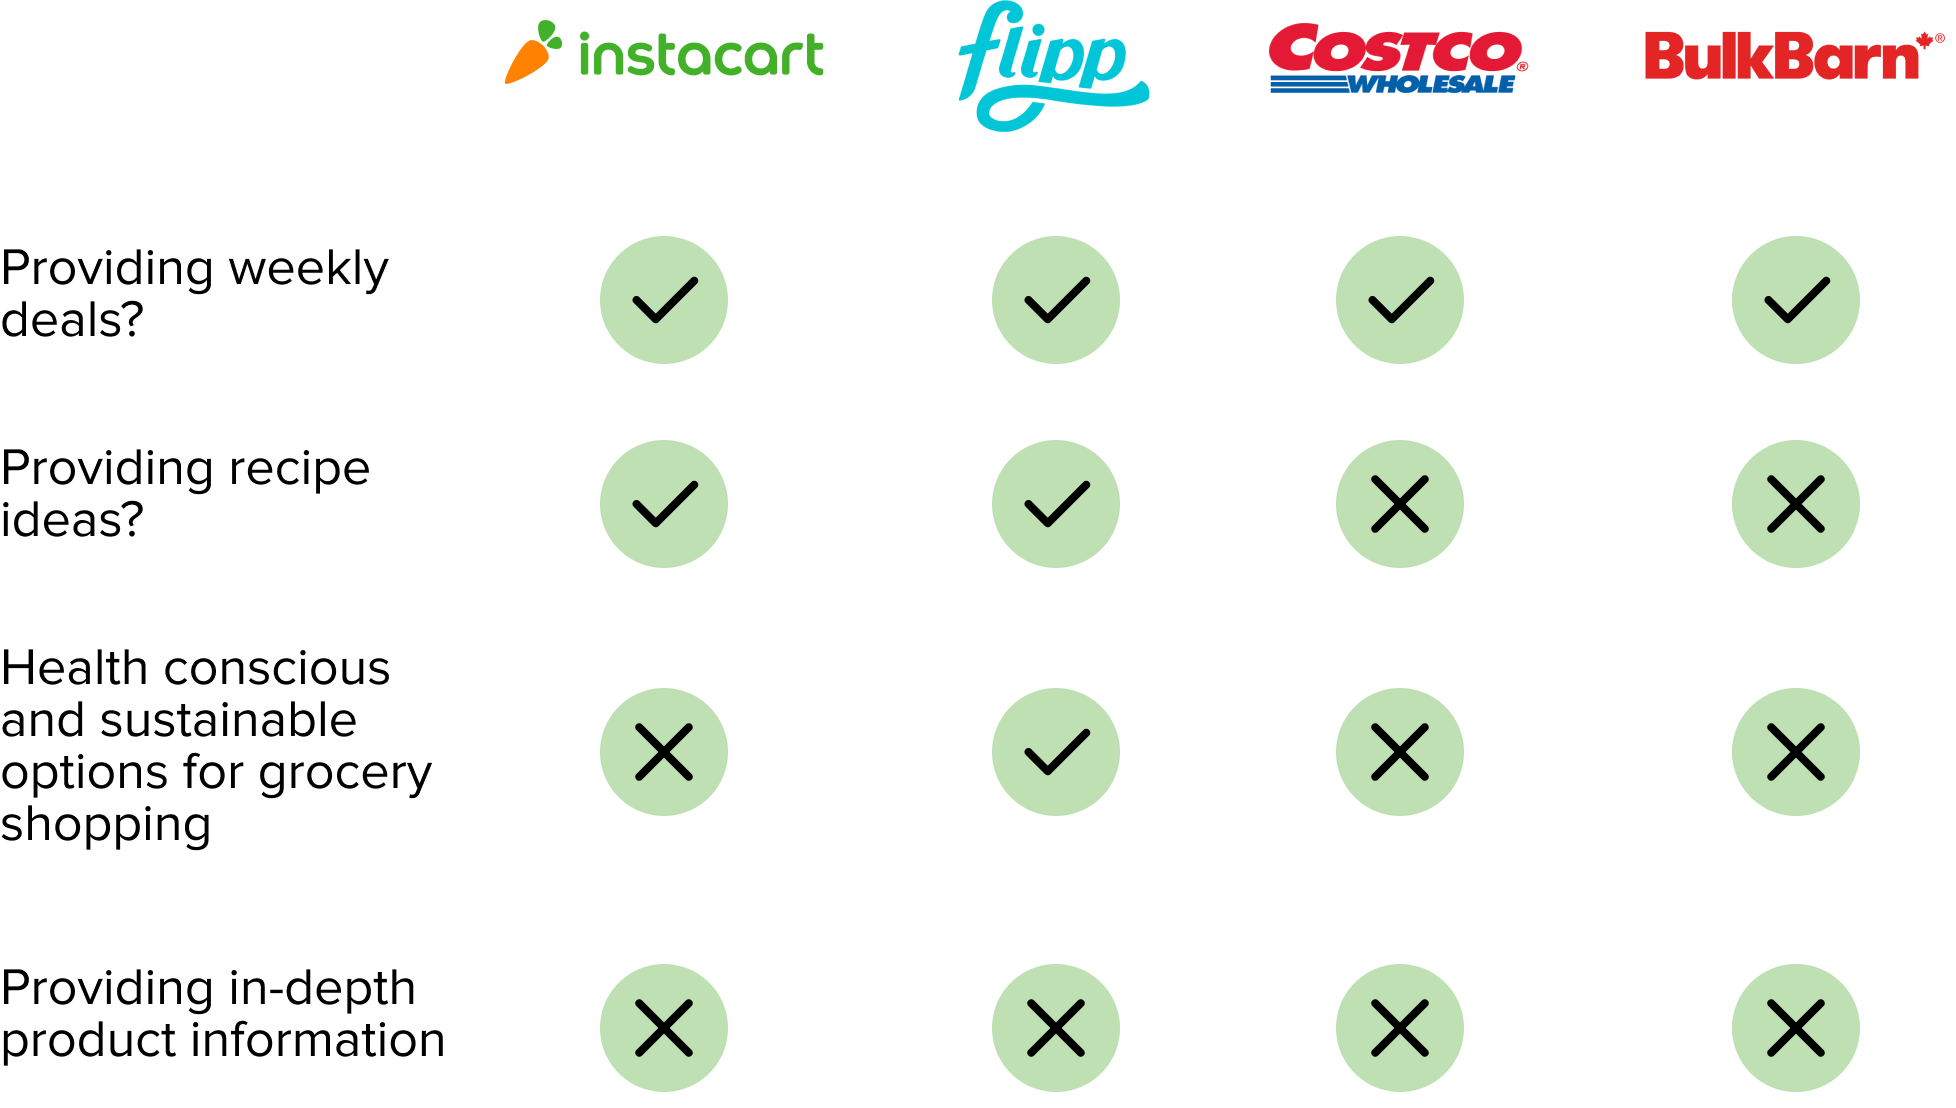 instacart
flipp
COSTCO®
WHOLESALE
BulkBarn®
Providing weekly
deals?
Providing recipe
ideas?
Health conscious
and sustainable
options for grocery
shopping
Providing in-depth
product information